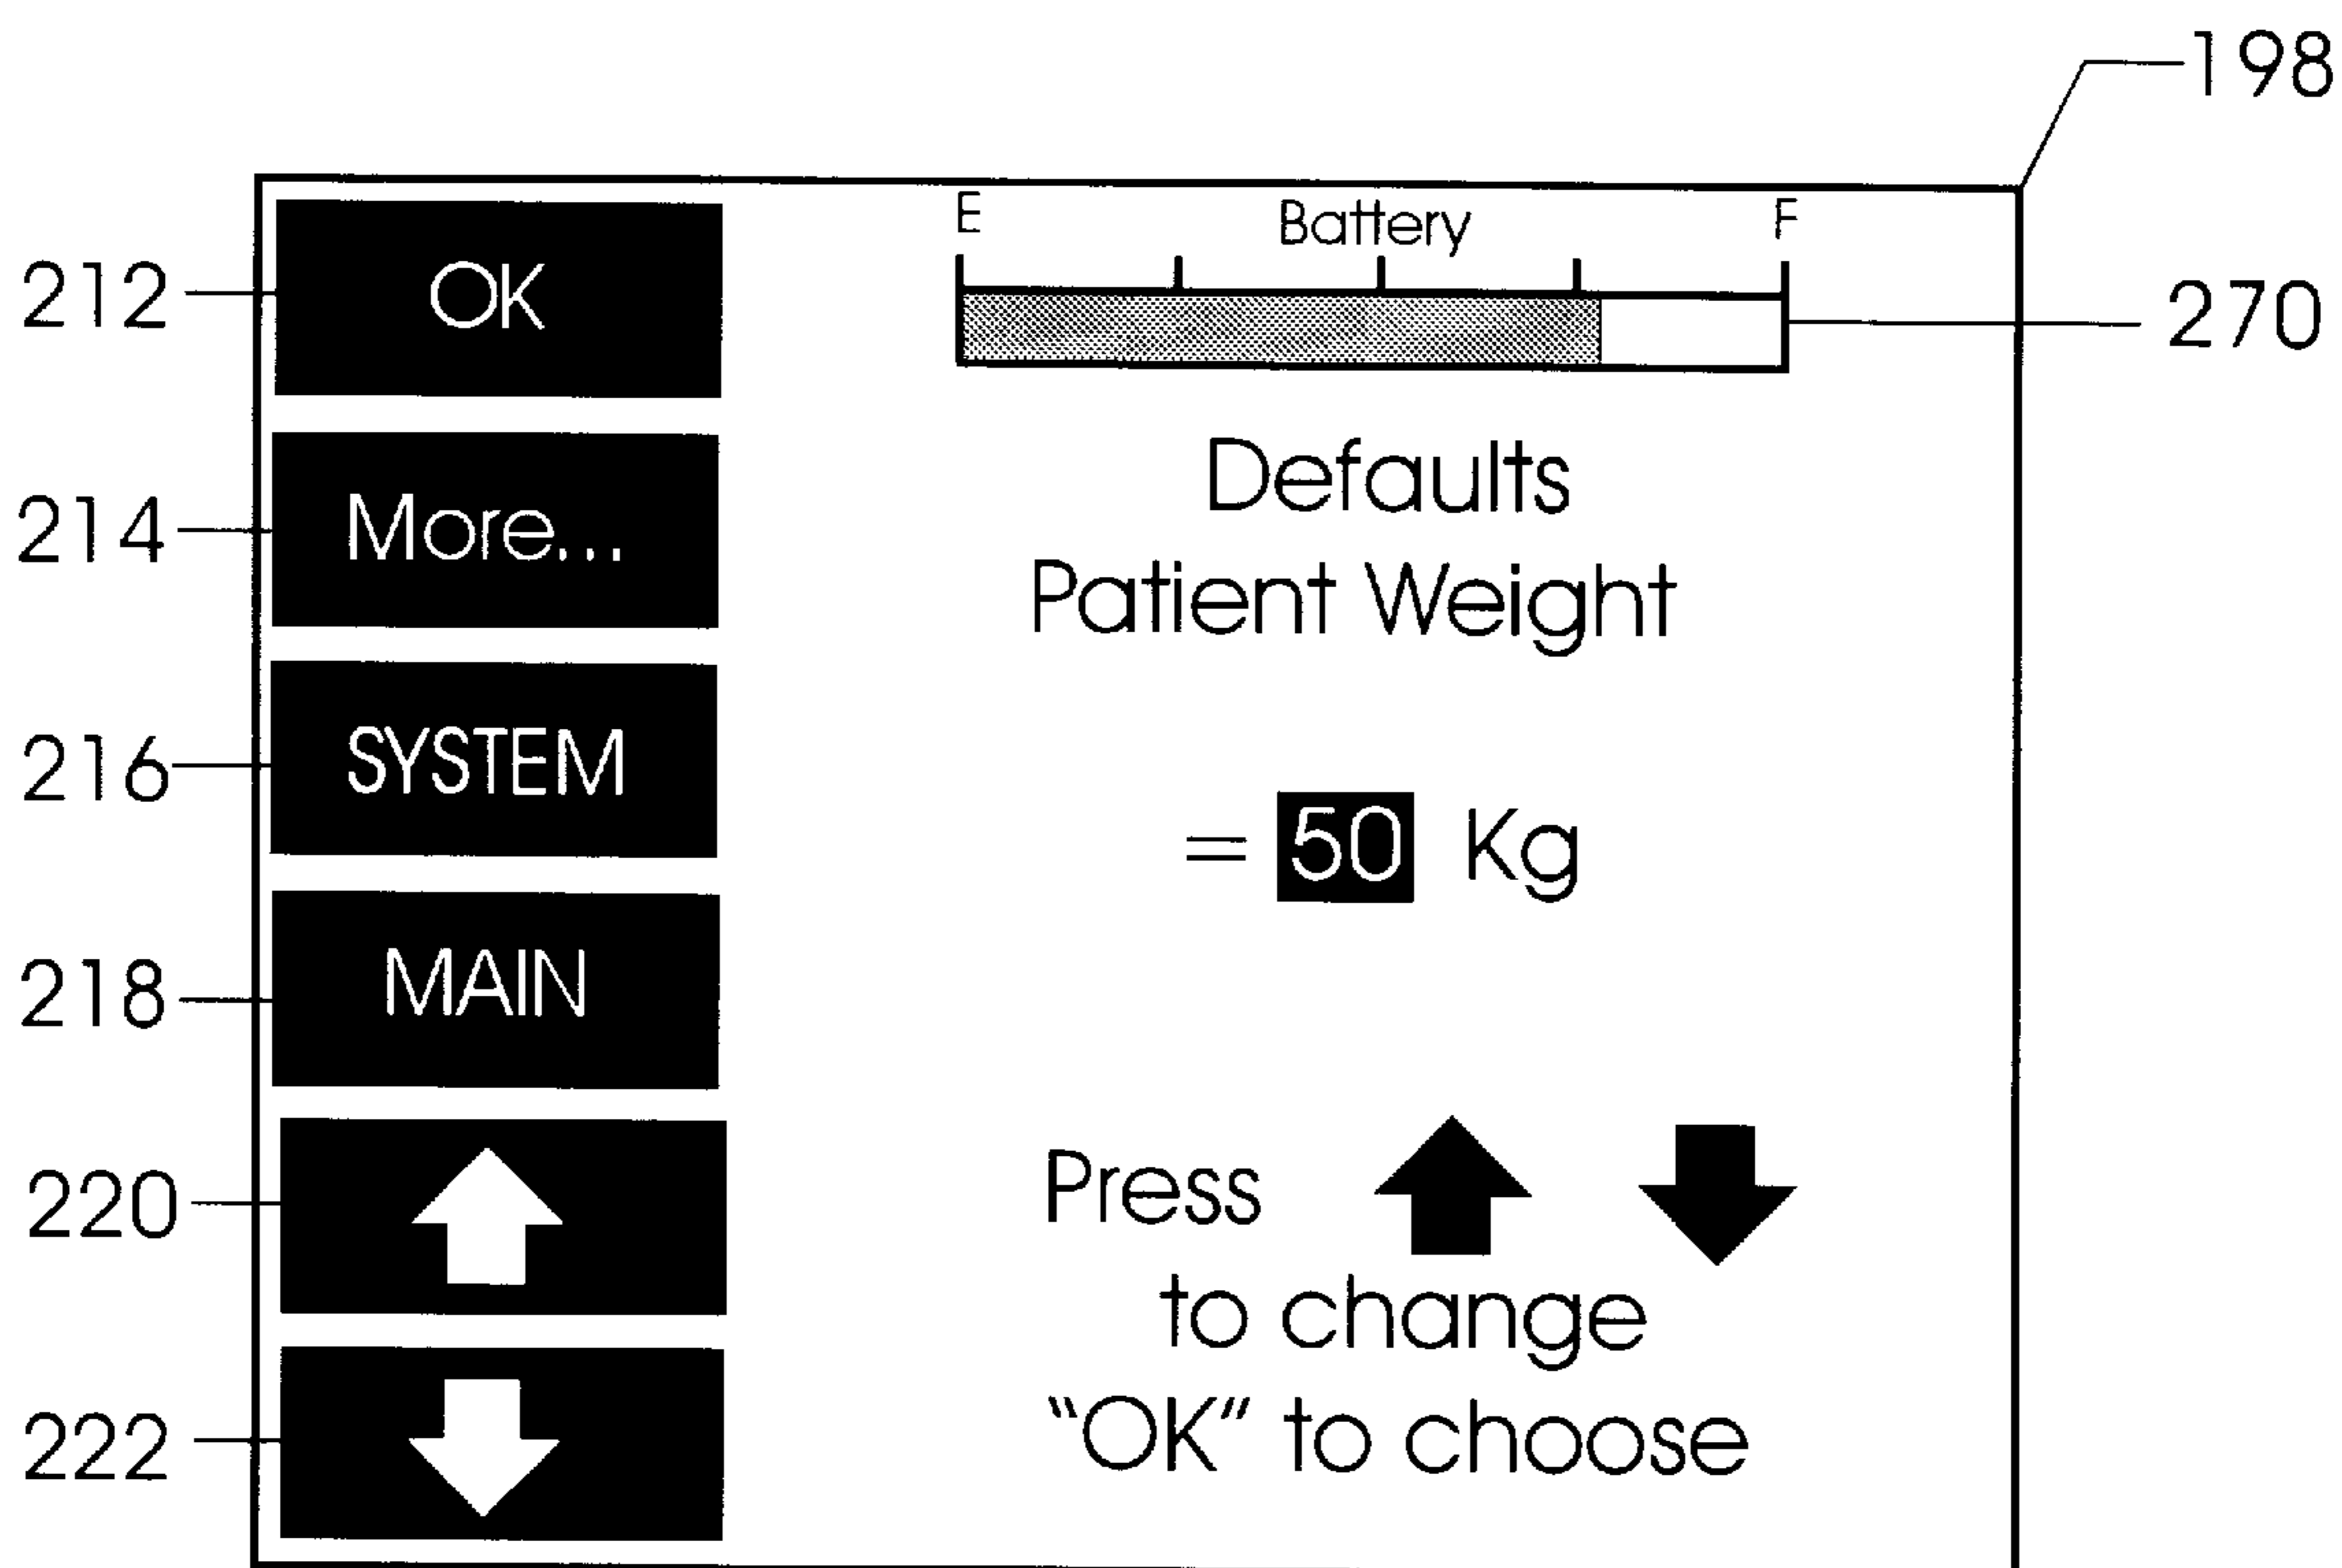 198
E Battery F
212 OK
270
Defaults
214 More...
Patient Weight
216 SYSTEM
= 50 Kg
218 MAIN
220 Press
to change
222 "OK" to choose